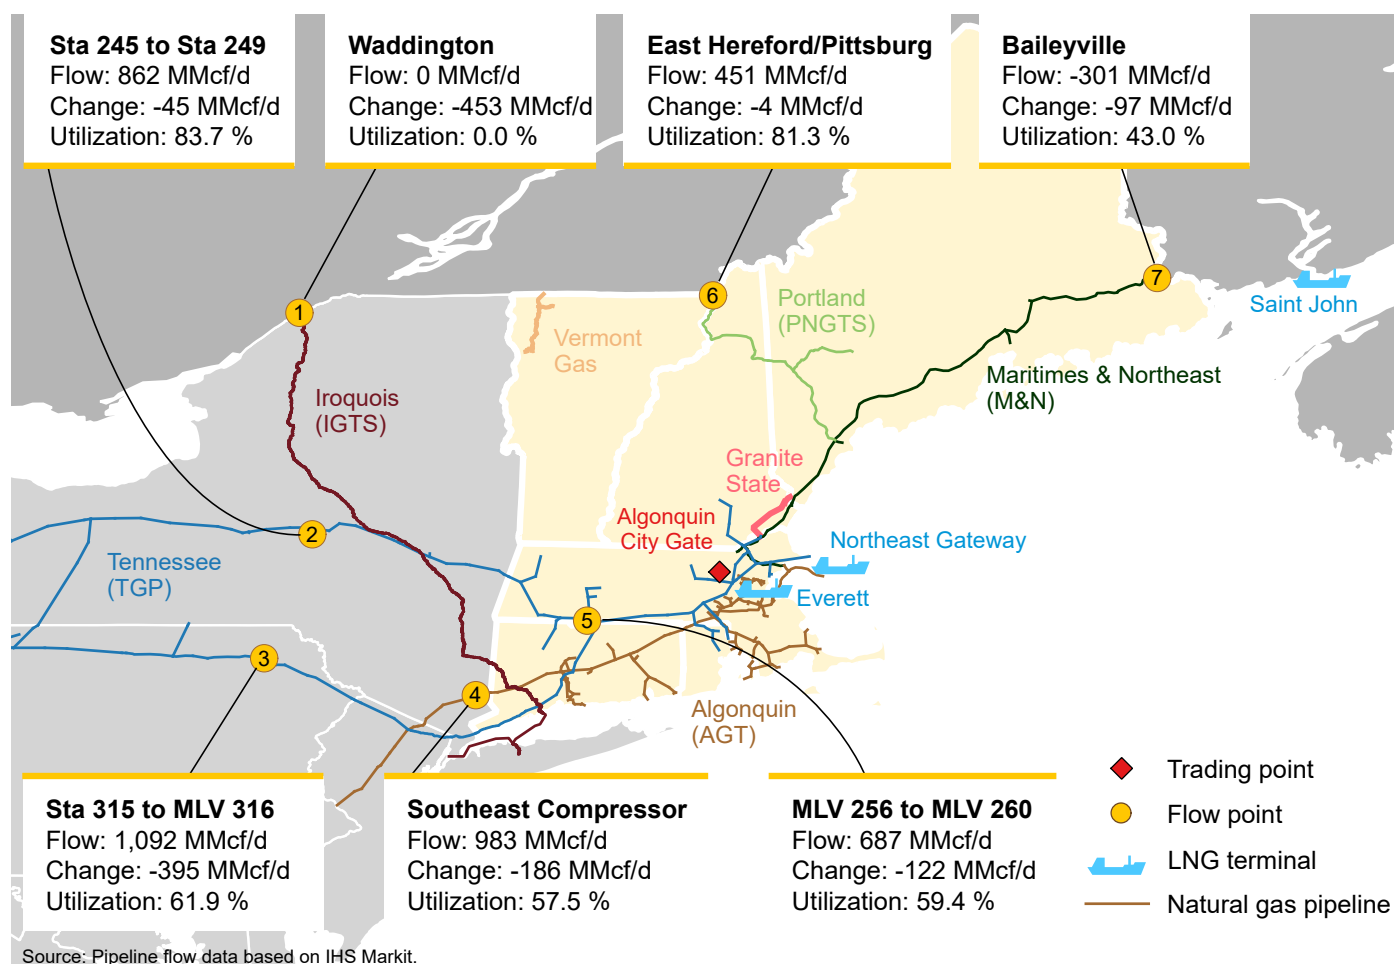 Sta 245 to Sta 249
Flow: 862 MMcf/d
Change: -45 MMcf/d
Utilization: 83.7 %
Waddington
Flow: 0 MMcf/d
Change: -453 MMcf/d
Utilization: 0.0 %
East Hereford/Pittsburg
Flow: 451 MMcf/d
Change: -4 MMcf/d
Utilization: 81.3 %
Baileyville
Flow: -301 MMcf/d
Change: -97 MMcf/d
Utilization: 43.0 %
1
6
7
Saint John
Portland
(PNGTS)
Vermont
Gas
Iroquois
(IGTS)
Maritimes & Northeast
(M&N)
Granite
State
Algonquin
City Gate
2
Northeast Gateway
Tennessee
(TGP)
Everett
5
3
4
Algonquin
(AGT)
Sta 315 to MLV 316
Flow: 1,092 MMcf/d
Change: -395 MMcf/d
Utilization: 61.9 %
Southeast Compressor
Flow: 983 MMcf/d
Change: -186 MMcf/d
Utilization: 57.5 %
MLV 256 to MLV 260
Flow: 687 MMcf/d
Change: -122 MMcf/d
Utilization: 59.4 %
Trading point
Flow point
LNG terminal
Natural gas pipeline
Source: Pipeline flow data based on IHS Markit.